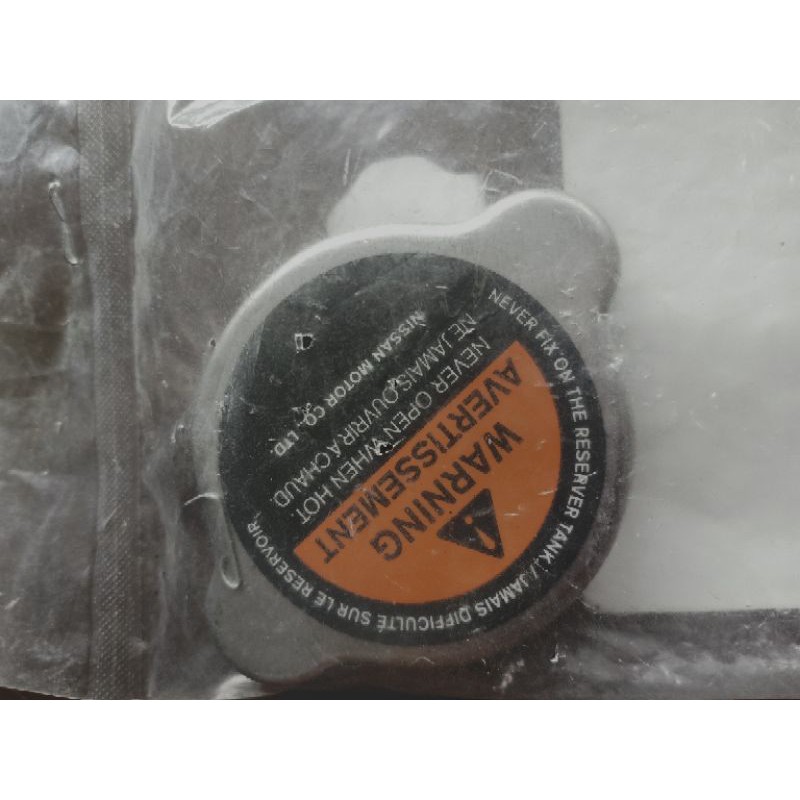 WARNING
AVERTISSEMENT
NEVER OPEN WHEN HOT.
NE JAMAIS OUVRIR A CHAUD
NISSAN MOTOR CO., LTD.
NEVER FIX ON THE RESERVER TANK./JAMAIS DIFFICULTÉ SUR LE RESERVOIR